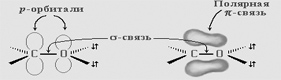 p-орбитали
Полярная
π-связь
σ-связь
C O
C — O